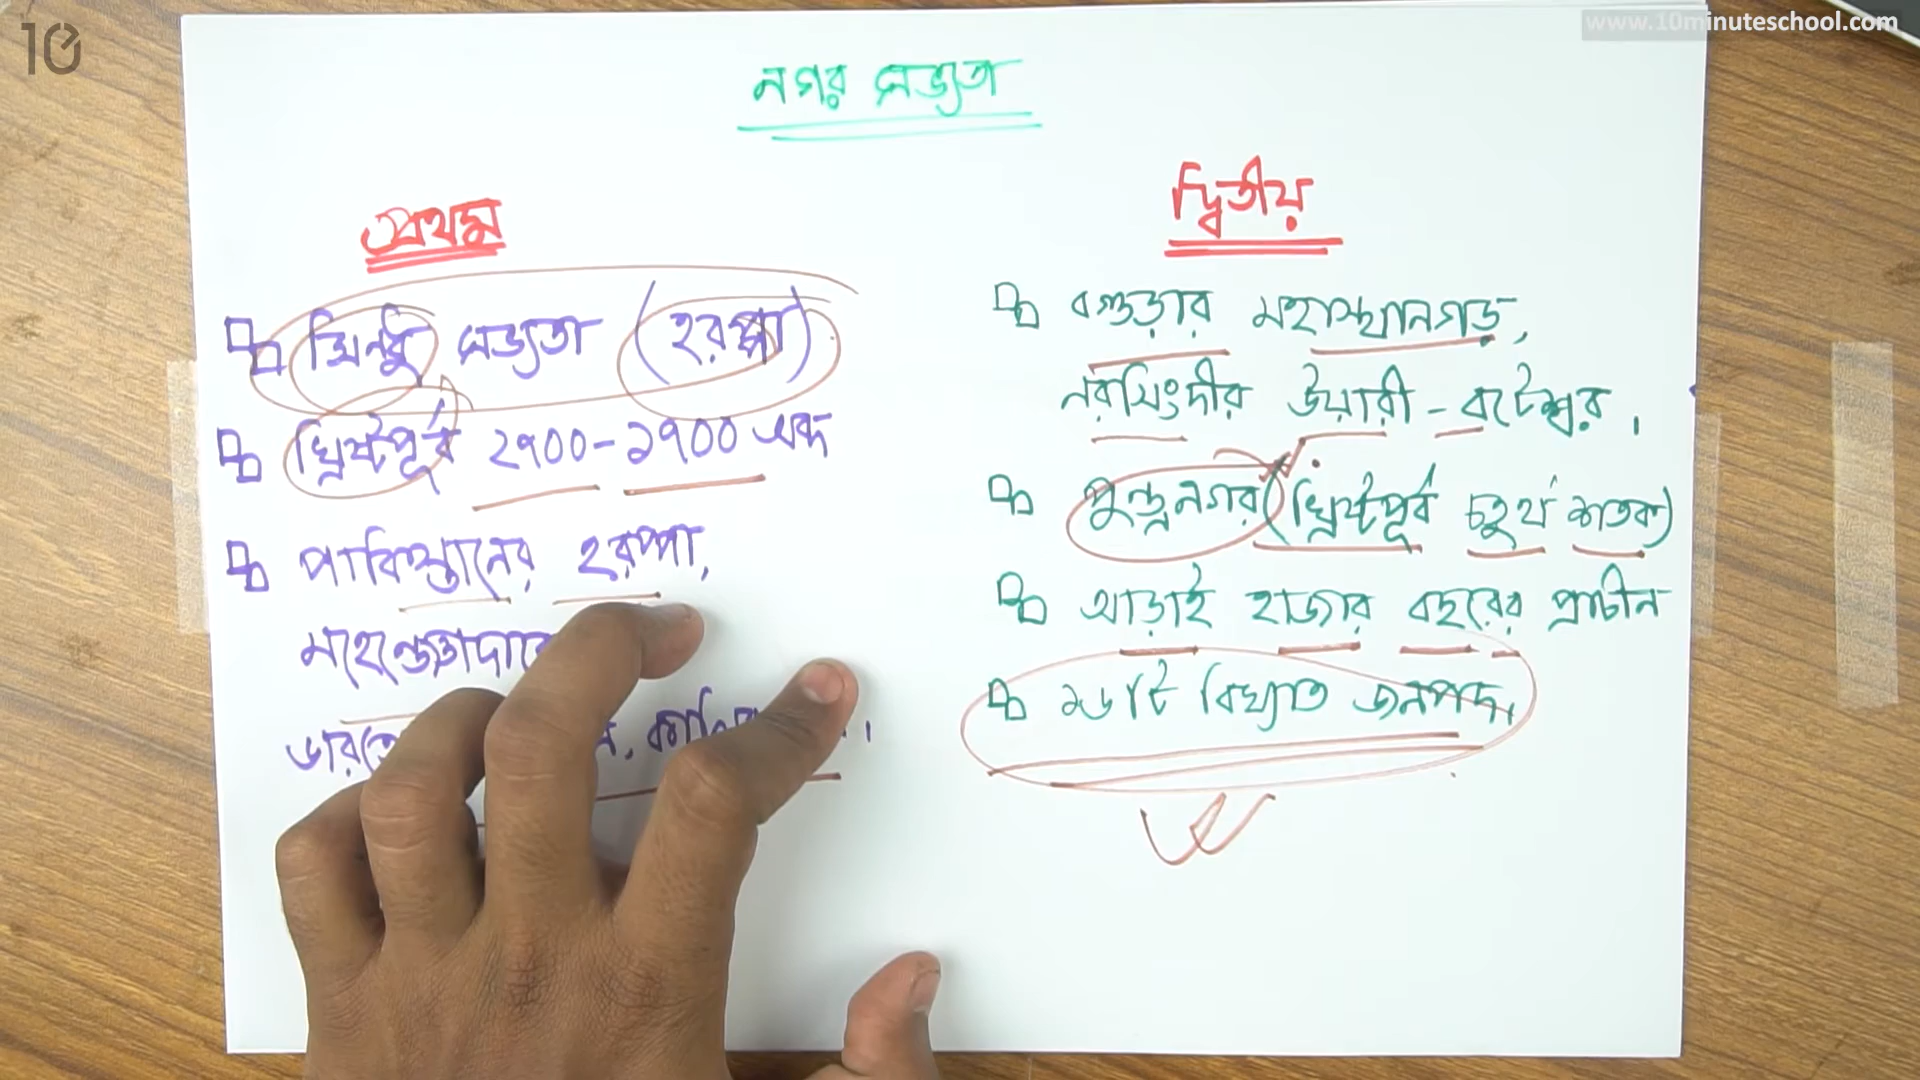 10
www.10minuteschool.com
নগর সভ্যতা
প্রথম
সিন্ধু সভ্যতা (হরপ্পা)
খ্রিষ্টপূর্ব ২৭০০-১৭০০ অব্দ
পাকিস্তানের হরপ্পা,
দ্বিতীয়
বগুড়ার মহাস্থানগড়,
নরসিংদীর উয়ারী-বটেশ্বর।
পুন্ড্রনগর (খ্রিষ্টপূর্ব চতুর্থ শতক)
আড়াই হাজার বছরের প্রাচীন
১৬টি বিখ্যাত জনপদ।